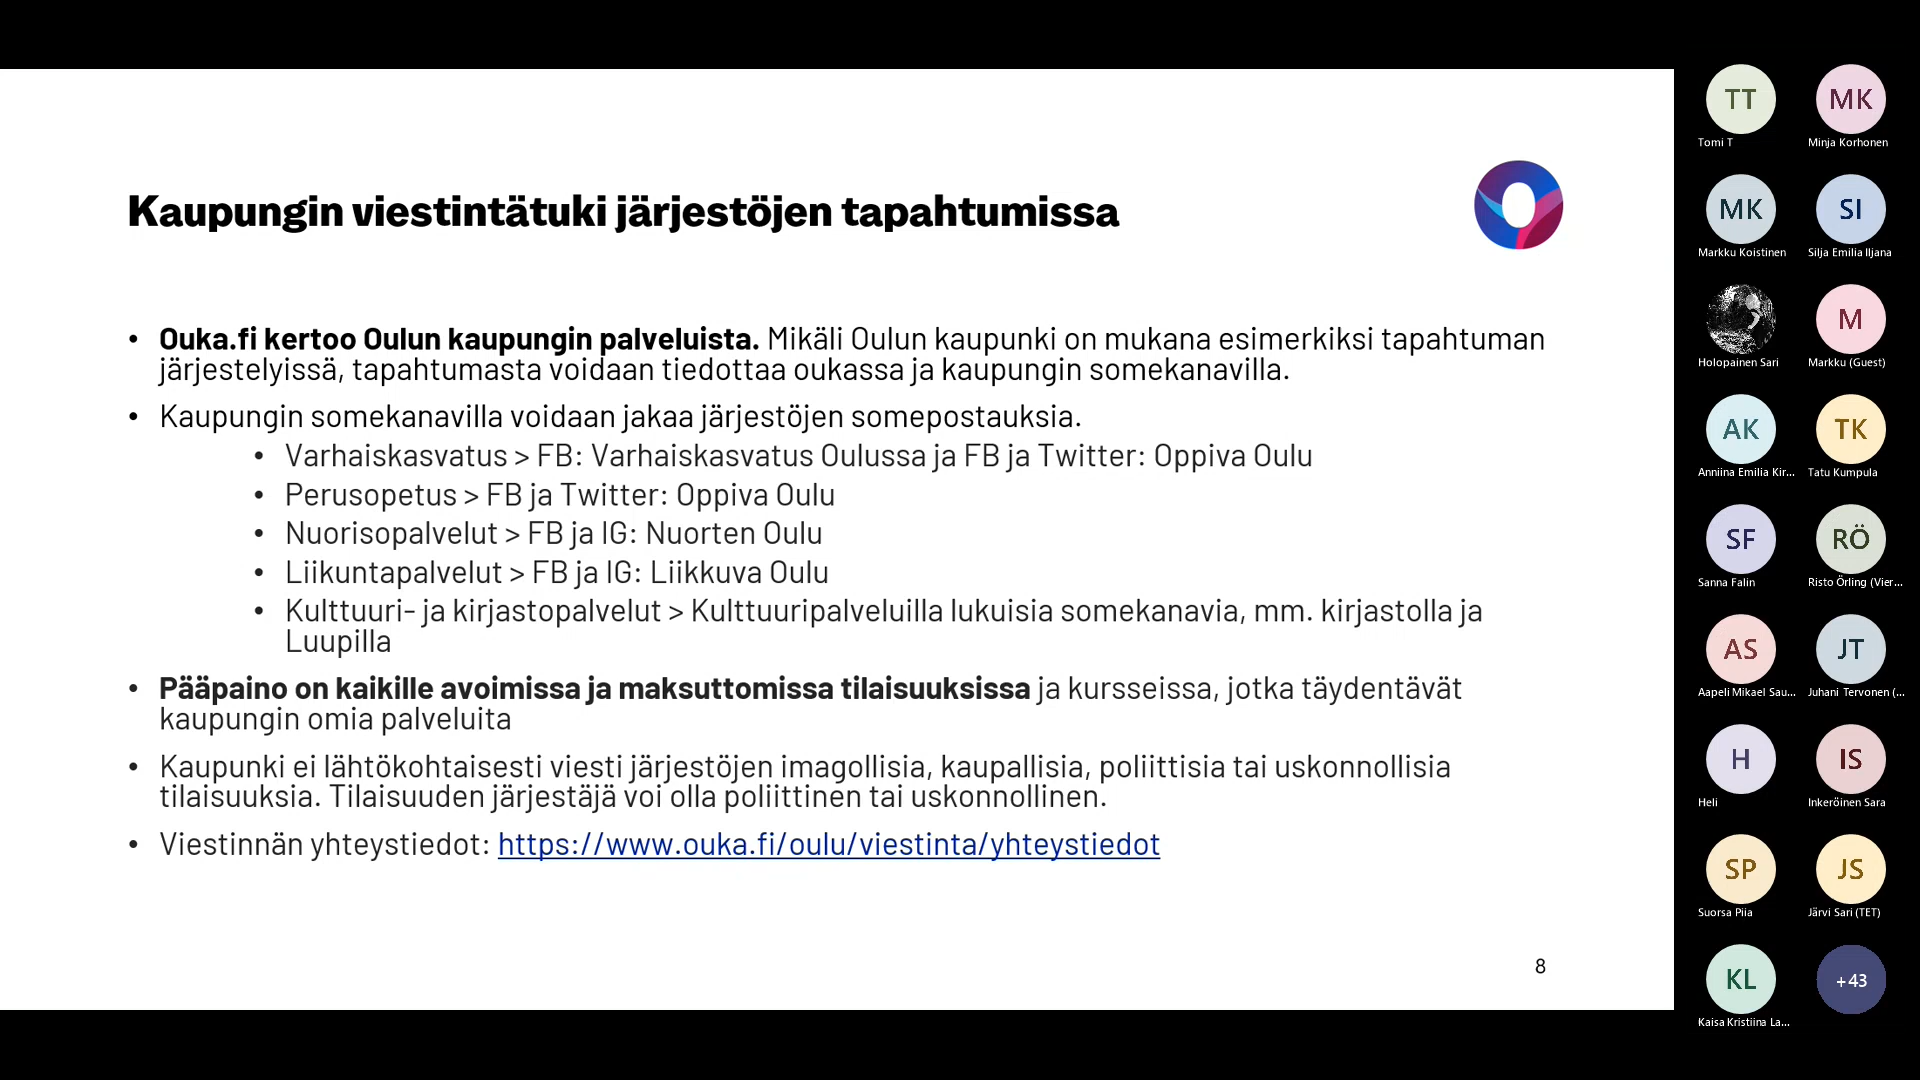 Kaupungin viestintätuki järjestöjen tapahtumissa
• Ouka.fi kertoo Oulun kaupungin palveluista. Mikäli Oulun kaupunki on mukana esimerkiksi tapahtuman
järjestelyissä, tapahtumasta voidaan tiedottaa oukassa ja kaupungin somekanavilla.
• Kaupungin somekanavilla voidaan jakaa järjestöjen somepostauksia.
• Varhaiskasvatus > FB: Varhaiskasvatus Oulussa ja FB ja Twitter: Oppiva Oulu
• Perusopetus > FB ja Twitter: Oppiva Oulu
• Nuorisopalvelut > FB ja IG: Nuorten Oulu
• Liikuntapalvelut > FB ja IG: Liikkuva Oulu
• Kulttuuri- ja kirjastopalvelut > Kulttuuripalveluilla lukuisia somekanavia, mm. kirjastolla ja
Luupilla
• Pääpaino on kaikille avoimissa ja maksuttomissa tilaisuuksissa ja kursseissa, jotka täydentävät
kaupungin omia palveluita
• Kaupunki ei lähtökohtaisesti viesti järjestöjen imagollisia, kaupallisia, poliittisia tai uskonnollisia
tilaisuuksia. Tilaisuuden järjestäjä voi olla poliittinen tai uskonnollinen.
• Viestinnän yhteystiedot: https://www.ouka.fi/oulu/viestinta/yhteystiedot
8
TT MK
Tomi T Minja Korhonen
MK SI
Markku Koistinen Silja Emilia Iljana
Holopainen Sari Markku (Guest)
M
AK TK
Anniina Emilia Kir... Tatu Kumpula
SF RÖ
Sanna Falin Risto Örling (Vier...
AS JT
Aapeli Mikael Sau... Juhani Tervonen (...
H IS
Heli Inkeröinen Sara
SP JS
Suorsa Piia Järvi Sari (TET)
KL +43
Kaisa Kristiina La...